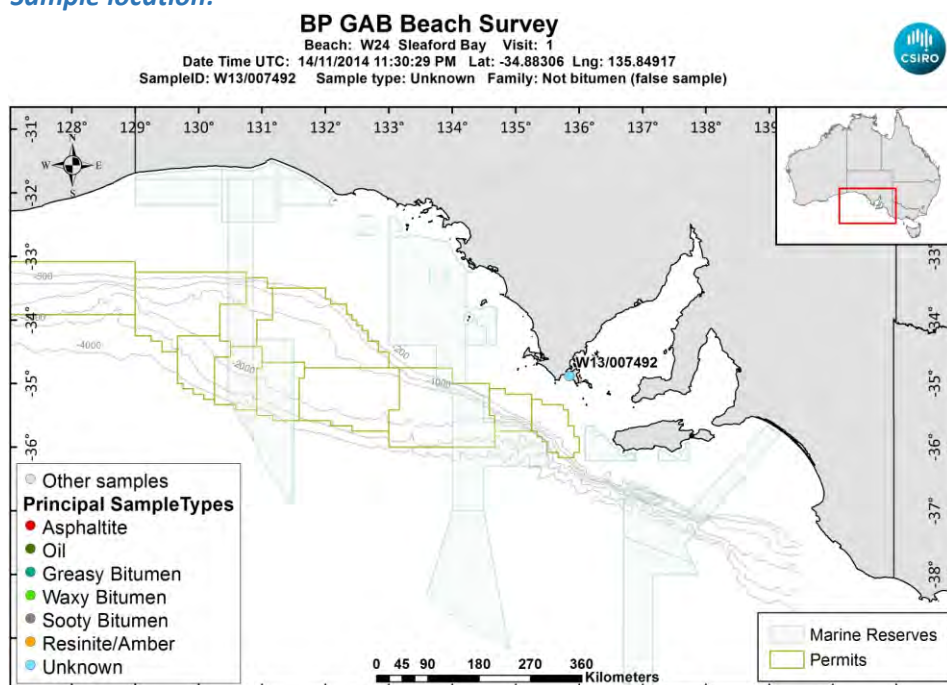 Sample location:
BP GAB Beach Survey
Beach: W24 Sleaford Bay Visit: 1
Date Time UTC: 14/11/2014 11:30:29 PM Lat: -34.88306 Lng: 135.84917
SampleID: W13/007492 Sample type: Unknown Family: Not bitumen (false sample)
CSIRO
128° 129° 130° 131° 132° 133° 134° 135° 136° 137° 138° 139
-31°
-32°
-33°
-34°
-35°
-36°
-37°
-38°
N
W E
S
-31°
-32°
-33°
-34°
-35°
-36°
-37°
-38°
-4000
-2000
-200
-1000
W13/007492
Other samples
Principal SampleTypes
Asphaltite
Oil
Greasy Bitumen
Waxy Bitumen
Sooty Bitumen
Resinite/Amber
Unknown
0 45 90 180 270 360
Kilometers
Marine Reserves
Permits